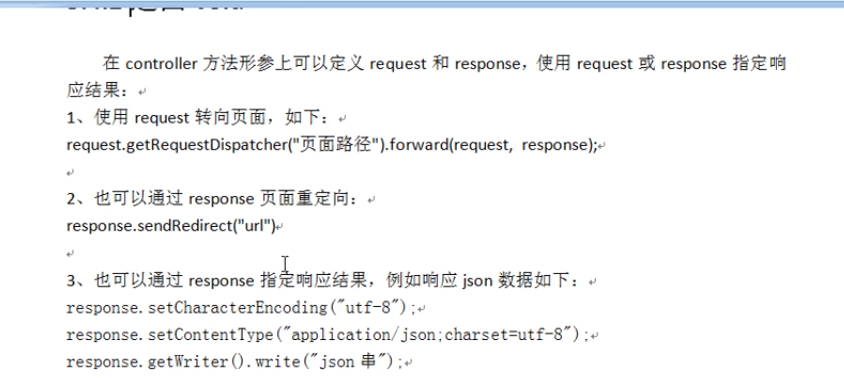 在 controller 方法形参上可以定义 request 和 response，使用 request 或 response 指定响
应结果：
1、使用 request 转向页面，如下：
request.getRequestDispatcher("页面路径").forward(request, response);
2、也可以通过 response 页面重定向：
response.sendRedirect("url")
3、也可以通过 response 指定响应结果，例如响应 json 数据如下：
response.setCharacterEncoding("utf-8");
response.setContentType("application/json;charset=utf-8");
response.getWriter().write("json 串");